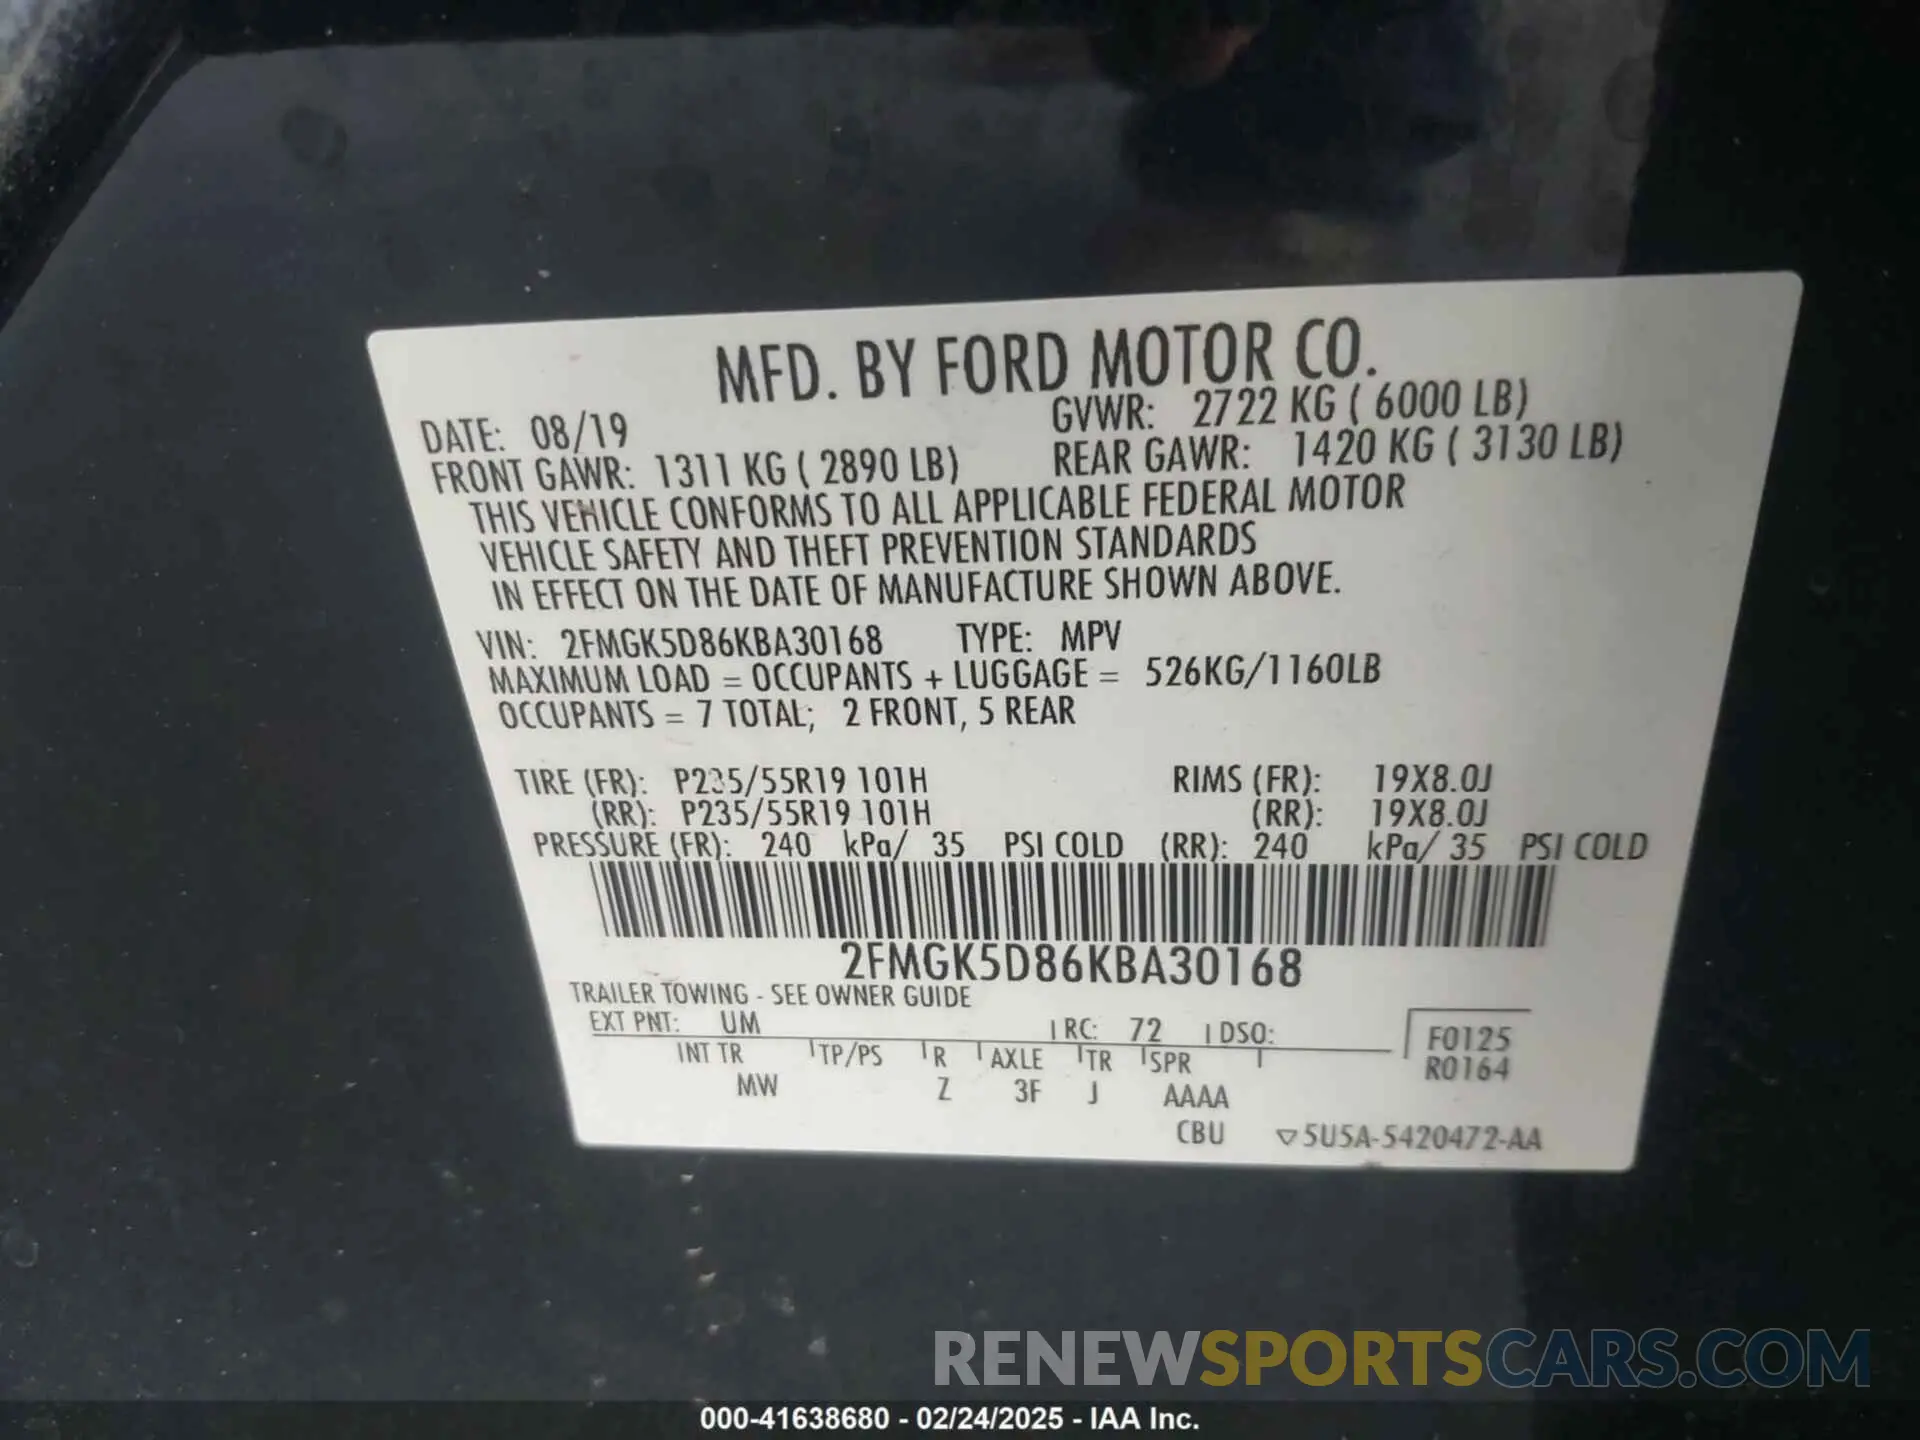 MFD. BY FORD MOTOR CO.
DATE: 08/19 GVWR: 2722 KG ( 6000 LB)
FRONT GAWR: 1311 KG ( 2890 LB) REAR GAWR: 1420 KG ( 3130 LB)
THIS VEHICLE CONFORMS TO ALL APPLICABLE FEDERAL MOTOR
VEHICLE SAFETY AND THEFT PREVENTION STANDARDS
IN EFFECT ON THE DATE OF MANUFACTURE SHOWN ABOVE.
VIN: 2FMGK5D86KBA30168 TYPE: MPV
MAXIMUM LOAD = OCCUPANTS + LUGGAGE = 526KG/1160LB
OCCUPANTS = 7 TOTAL; 2 FRONT, 5 REAR
TIRE (FR): P235/55R19 101H RIMS (FR): 19X8.0J
(RR): P235/55R19 101H (RR): 19X8.0J
PRESSURE (FR): 240 kPa/ 35 PSI COLD (RR): 240 kPa/ 35 PSI COLD
2FMGK5D86KBA30168
TRAILER TOWING - SEE OWNER GUIDE
EXT PNT: UM RC: 72 DSO: F0125
INT TR TP/PS R AXLE TR SPR R0164
MW Z 3F J AAAA
CBU ▽5U5A-5420472-AA
RENEWSPORTSCARS.COM
000-41638680 - 02/24/2025 - IAA Inc.